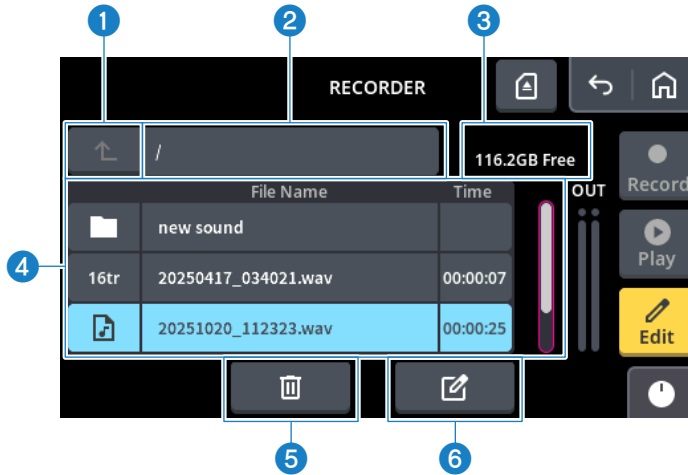 1 2 3
RECORDER
/
116.2GB Free
File Name Time OUT Record
new sound
4
16tr 20250417_034021.wav 00:00:07 Play
20251020_112323.wav 00:00:25 Edit
5 6